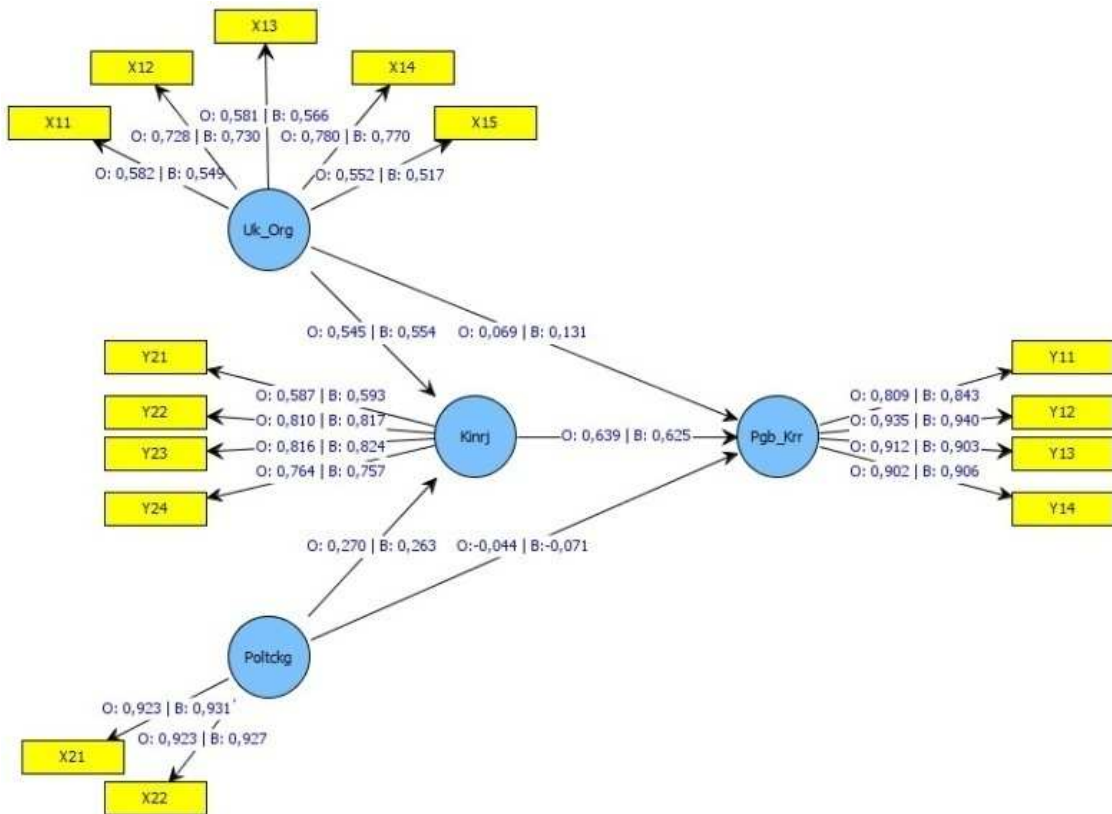 X13
X12
X14
X11
X15
O: 0,581 | B: 0,566
O: 0,728 | B: 0,730
O: 0,780 | B: 0,770
O: 0,582 | B: 0,549
O: 0,552 | B: 0,517
Uk_Org
O: 0,545 | B: 0,554
O: 0,069 | B: 0,131
Y21
Y22
Y23
Y24
O: 0,587 | B: 0,593
O: 0,810 | B: 0,817
O: 0,816 | B: 0,824
O: 0,764 | B: 0,757
Kinrj
O: 0,639 | B: 0,625
Pgb_Krr
O: 0,809 | B: 0,843
O: 0,935 | B: 0,940
O: 0,912 | B: 0,903
O: 0,902 | B: 0,906
Y11
Y12
Y13
Y14
O: 0,270 | B: 0,263
O:-0,044 | B:-0,071
Poltckg
O: 0,923 | B: 0,931
O: 0,923 | B: 0,927
X21
X22